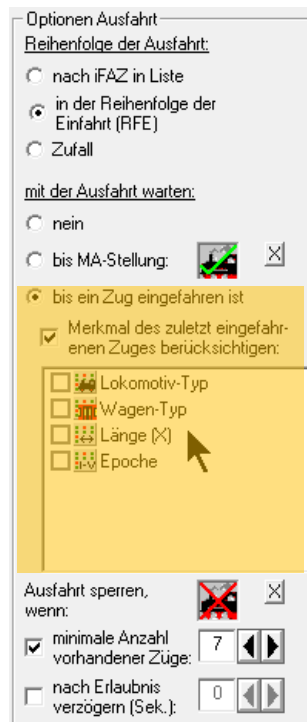 Optionen Ausfahrt
Reihenfolge der Ausfahrt:
nach iFAZ in Liste
in der Reihenfolge der
Einfahrt (RFE)
Zufall
mit der Ausfahrt warten:
nein
bis MA-Stellung:
X
bis ein Zug eingefahren ist
Merkmal des zuletzt eingefahr-
enen Zuges berücksichtigen:
Lokomotiv-Typ
Wagen-Typ
Länge (X)
I-V Epoche
Ausfahrt sperren,
wenn:
X
minimale Anzahl
vorhandener Züge:
7
nach Erlaubnis
verzögern (Sek.):
0